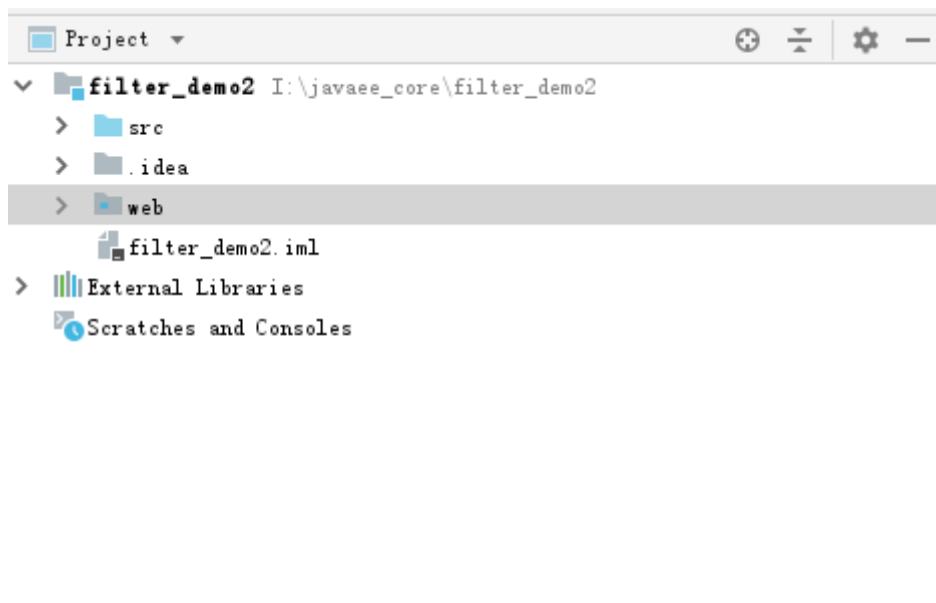 Project
filter_demo2 I:\javaee_core\filter_demo2
src
.idea
web
filter_demo2.iml
External Libraries
Scratches and Consoles